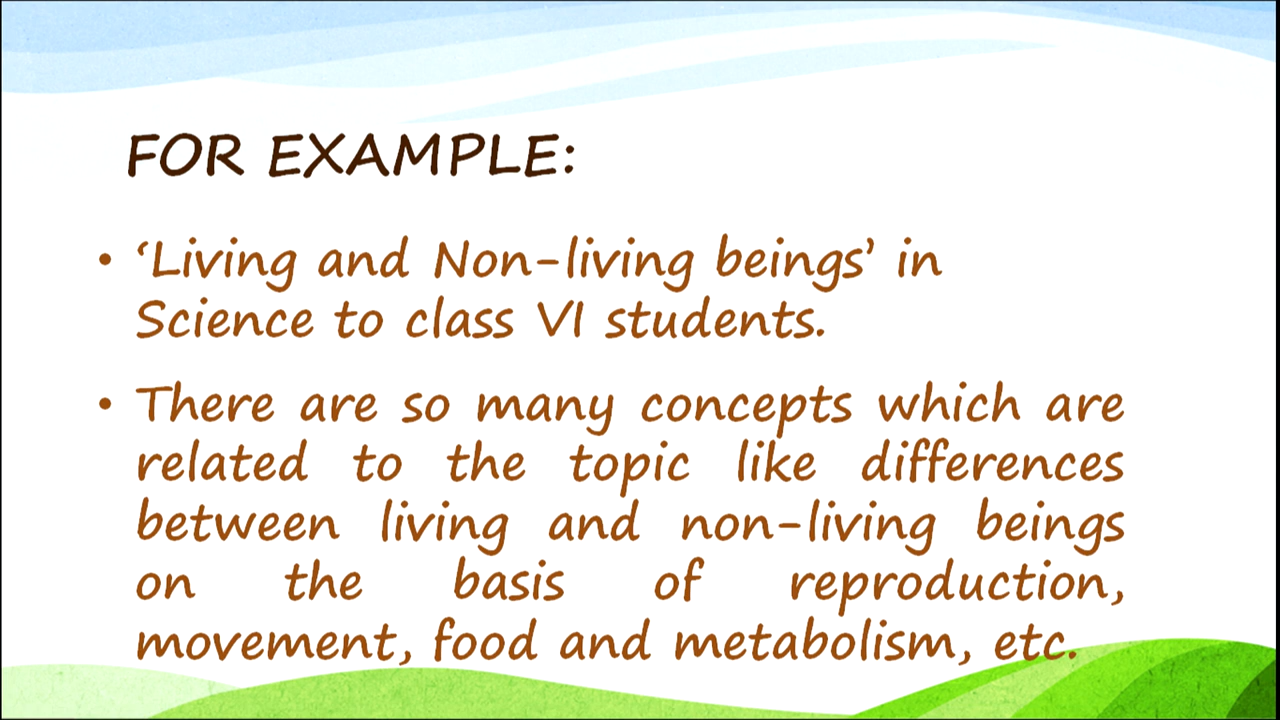 FOR EXAMPLE:
• ‘Living and Non-living beings’ in
Science to class VI students.
• There are so many concepts which are
related to the topic like differences
between living and non-living beings
on the basis of reproduction,
movement, food and metabolism, etc.